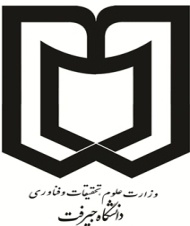 وزارت علوم تحقیقات و فناوری
دانشگاه جیرفت